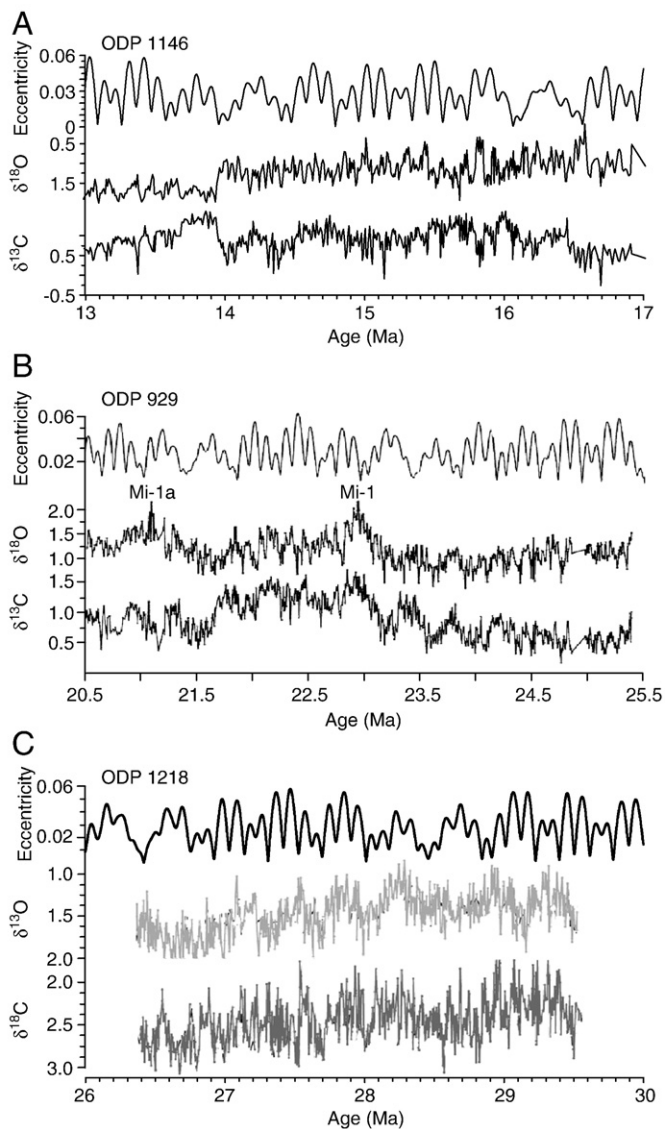 A
ODP 1146
Eccentricity
0.06
0.03
0
δ18O
0.5
1.5
δ13C
0.5
-0.5
13 14 15 16 17
Age (Ma)
B
ODP 929
Eccentricity
0.06
0.02
Mi-1a Mi-1
δ18O
2.0
1.5
1.0
δ13C
1.5
1.0
0.5
20.5 21.5 22.5 23.5 24.5 25.5
Age (Ma)
C
ODP 1218
Eccentricity
0.06
0.02
δ13O
1.0
1.5
2.0
δ18C
2.0
2.5
3.0
26 27 28 29 30
Age (Ma)